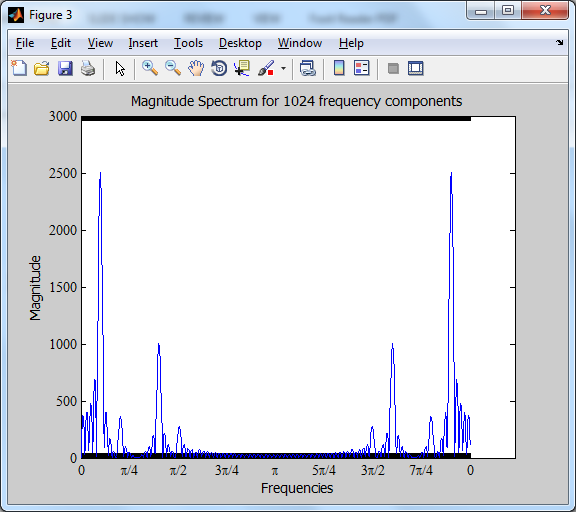 Figure 3
File Edit View Insert Tools Desktop Window Help
Magnitude Spectrum for 1024 frequency components
3000
2500
2000
1500
1000
500
0
Magnitude
0 π/4 π/2 3π/4 π 5π/4 3π/2 7π/4 0
Frequencies